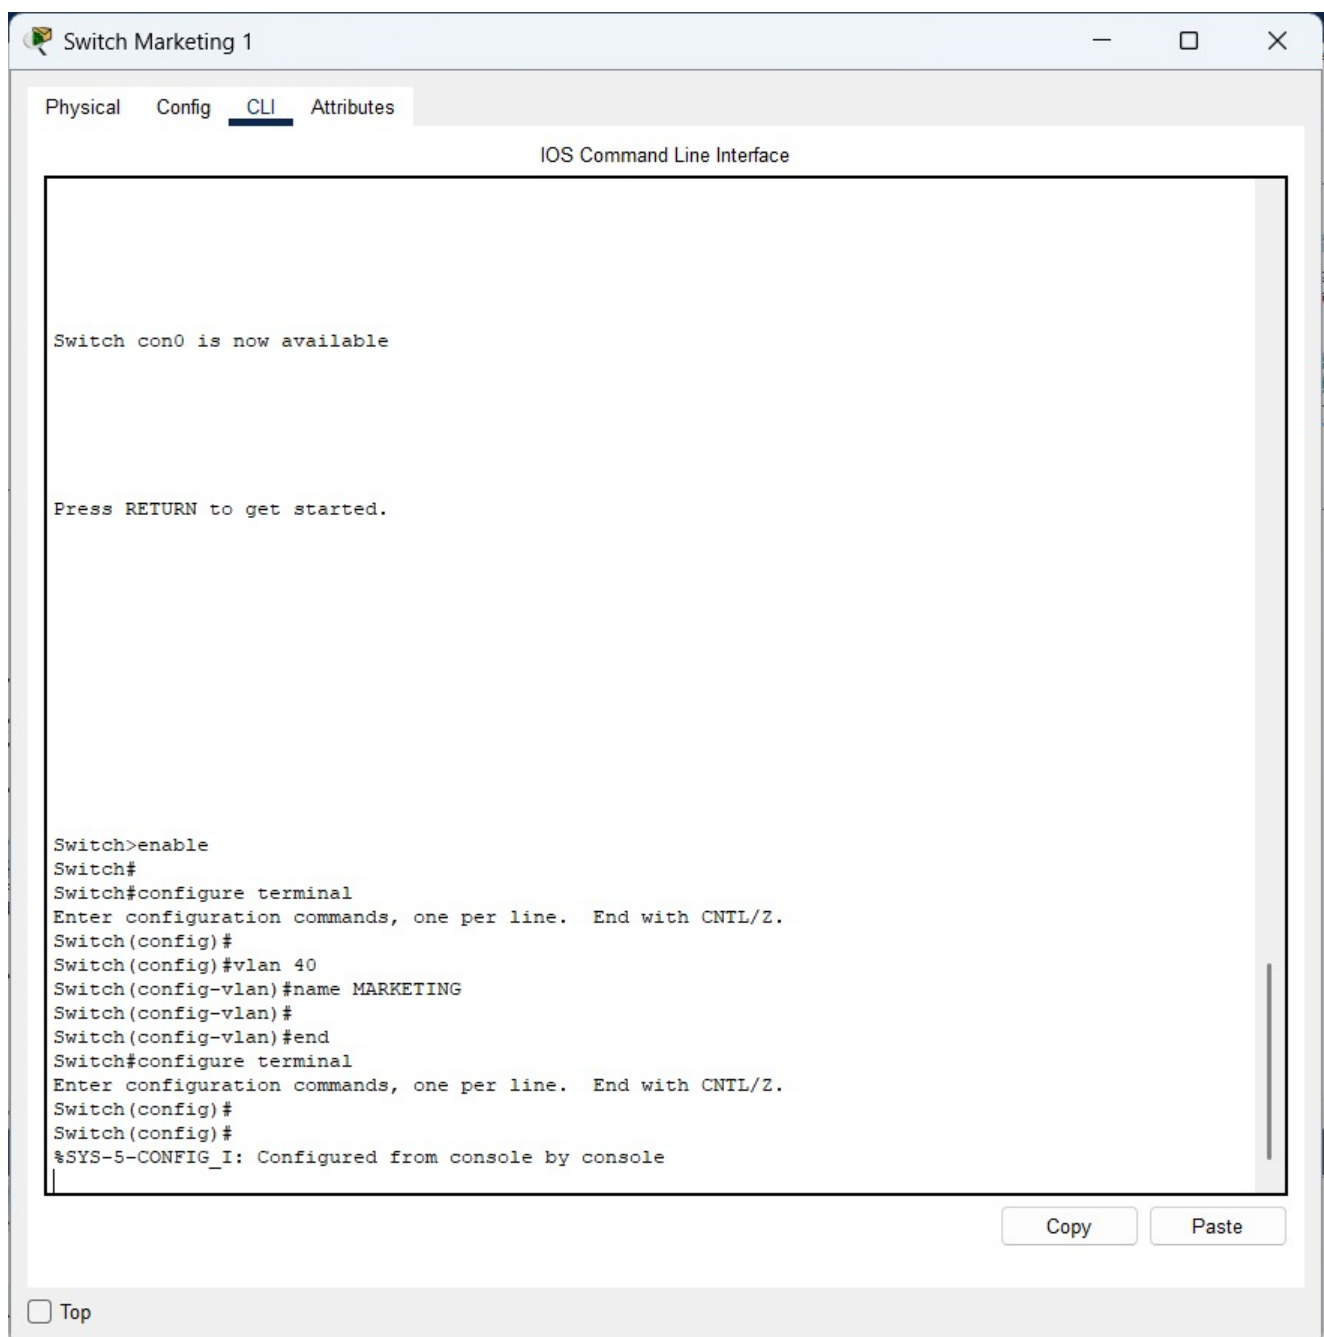 Switch Marketing 1
Physical Config CLI Attributes
IOS Command Line Interface
Switch con0 is now available
Press RETURN to get started.
Switch>enable
Switch#
Switch#configure terminal
Enter configuration commands, one per line.  End with CNTL/Z.
Switch(config)#
Switch(config)#vlan 40
Switch(config-vlan)#name MARKETING
Switch(config-vlan)#
Switch(config-vlan)#end
Switch#configure terminal
Enter configuration commands, one per line.  End with CNTL/Z.
Switch(config)#
Switch(config)#
%SYS-5-CONFIG_I: Configured from console by console
Copy Paste
Top